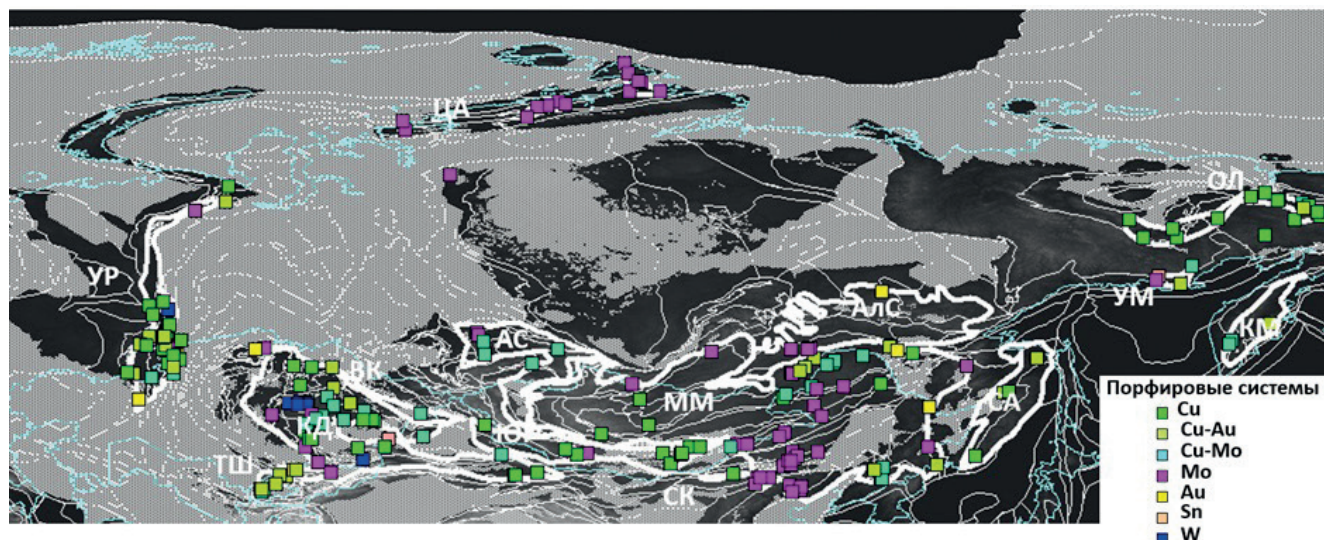 ЦА
ОЛ
УР
УМ
АлС
КМ
АС
ВК
ММ
СА
КД
Ю
ТШ
СК
Порфировые системы
Cu
Cu-Au
Cu-Mo
Mo
Au
Sn
W